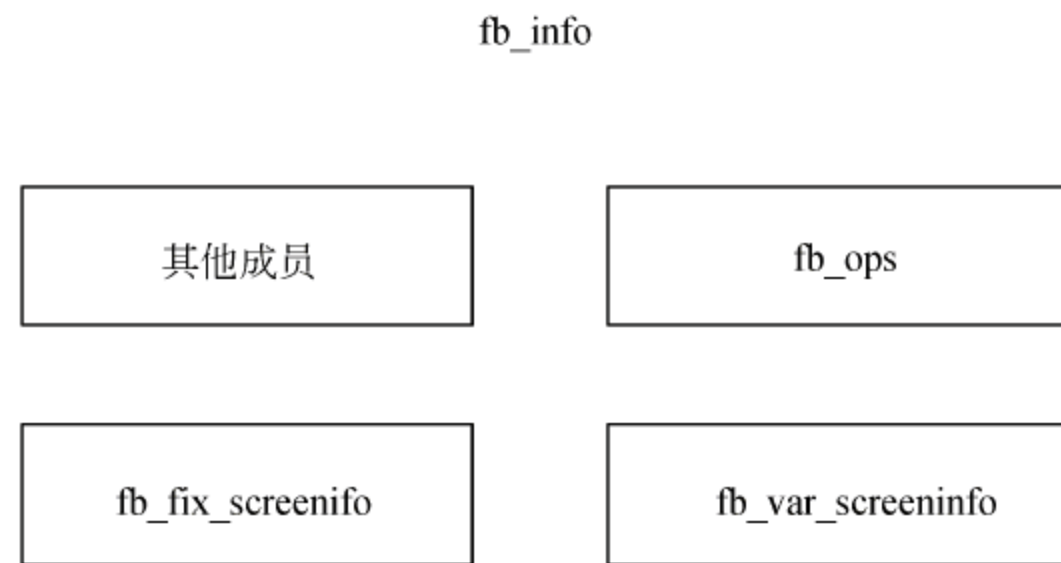 fb_info
其他成员
fb_ops
fb_fix_screenifo
fb_var_screeninfo